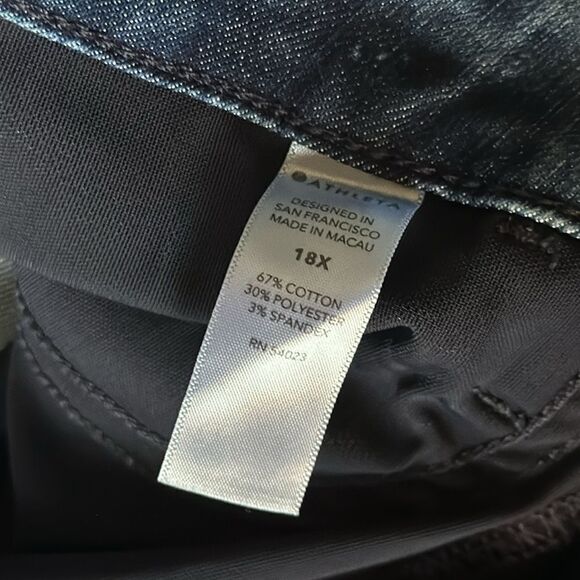 ATHLETA
DESIGNED IN
SAN FRANCISCO
MADE IN MACAU
18X
67% COTTON
30% POLYESTER
3% SPANDEX
RN 54023